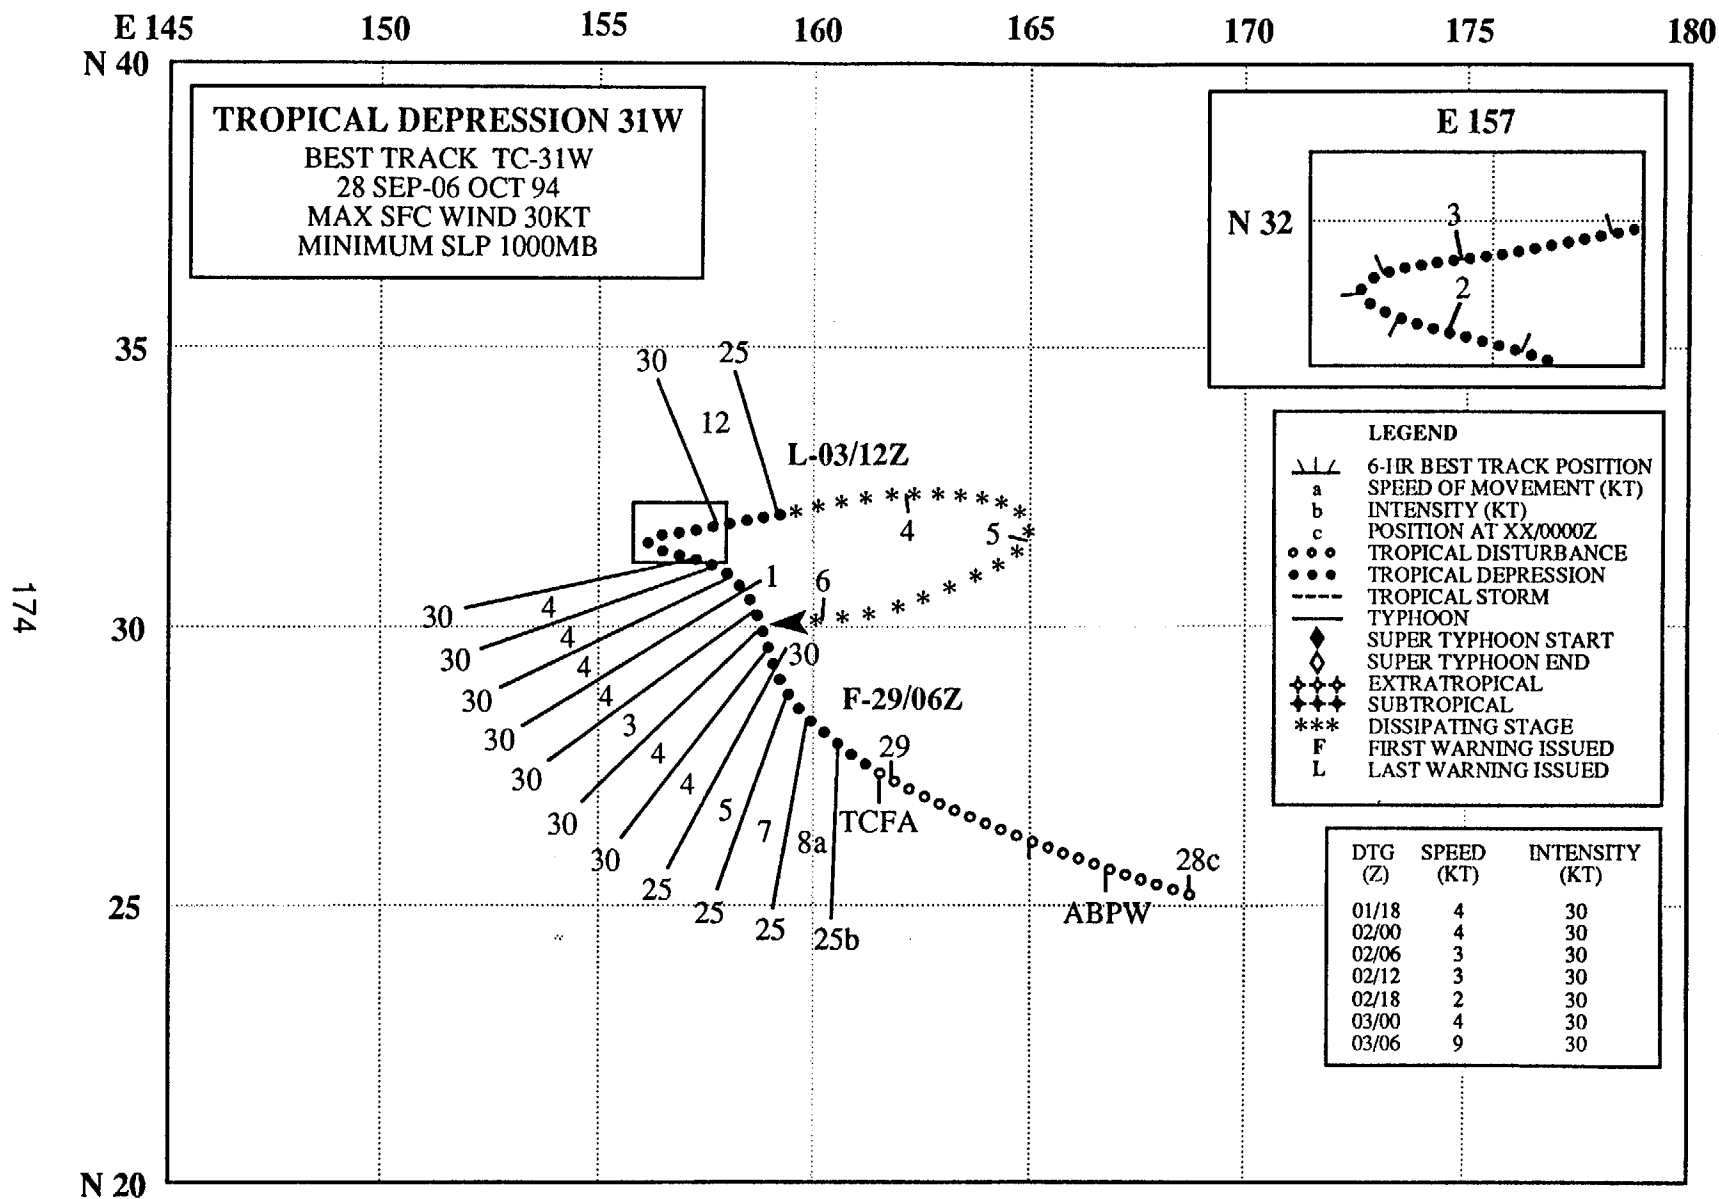 E 145 150 155 160 165 170 175 180
N 40
TROPICAL DEPRESSION 31W
BEST TRACK TC-31W
28 SEP-06 OCT 94
MAX SFC WIND 30KT
MINIMUM SLP 1000MB
E 157
N 32
3
2
35
30 25
12
L-03/12Z
4
5
6
1
30
30 4
30 4
30 4
30 4
30 3
30 4
30 4
30
F-29/06Z
25 5
25 7
25 8a
25b
29
TCFA
28c
ABPW
25
N 20
174
LEGEND
6-HR BEST TRACK POSITION
a SPEED OF MOVEMENT (KT)
b INTENSITY (KT)
c POSITION AT XX/0000Z
TROPICAL DISTURBANCE
TROPICAL DEPRESSION
TROPICAL STORM
TYPHOON
SUPER TYPHOON START
SUPER TYPHOON END
EXTRATROPICAL
SUBTROPICAL
*** DISSIPATING STAGE
F FIRST WARNING ISSUED
L LAST WARNING ISSUED
DTG SPEED INTENSITY
(Z) (KT) (KT)
01/18 4 30
02/00 4 30
02/06 3 30
02/12 3 30
02/18 2 30
03/00 4 30
03/06 9 30